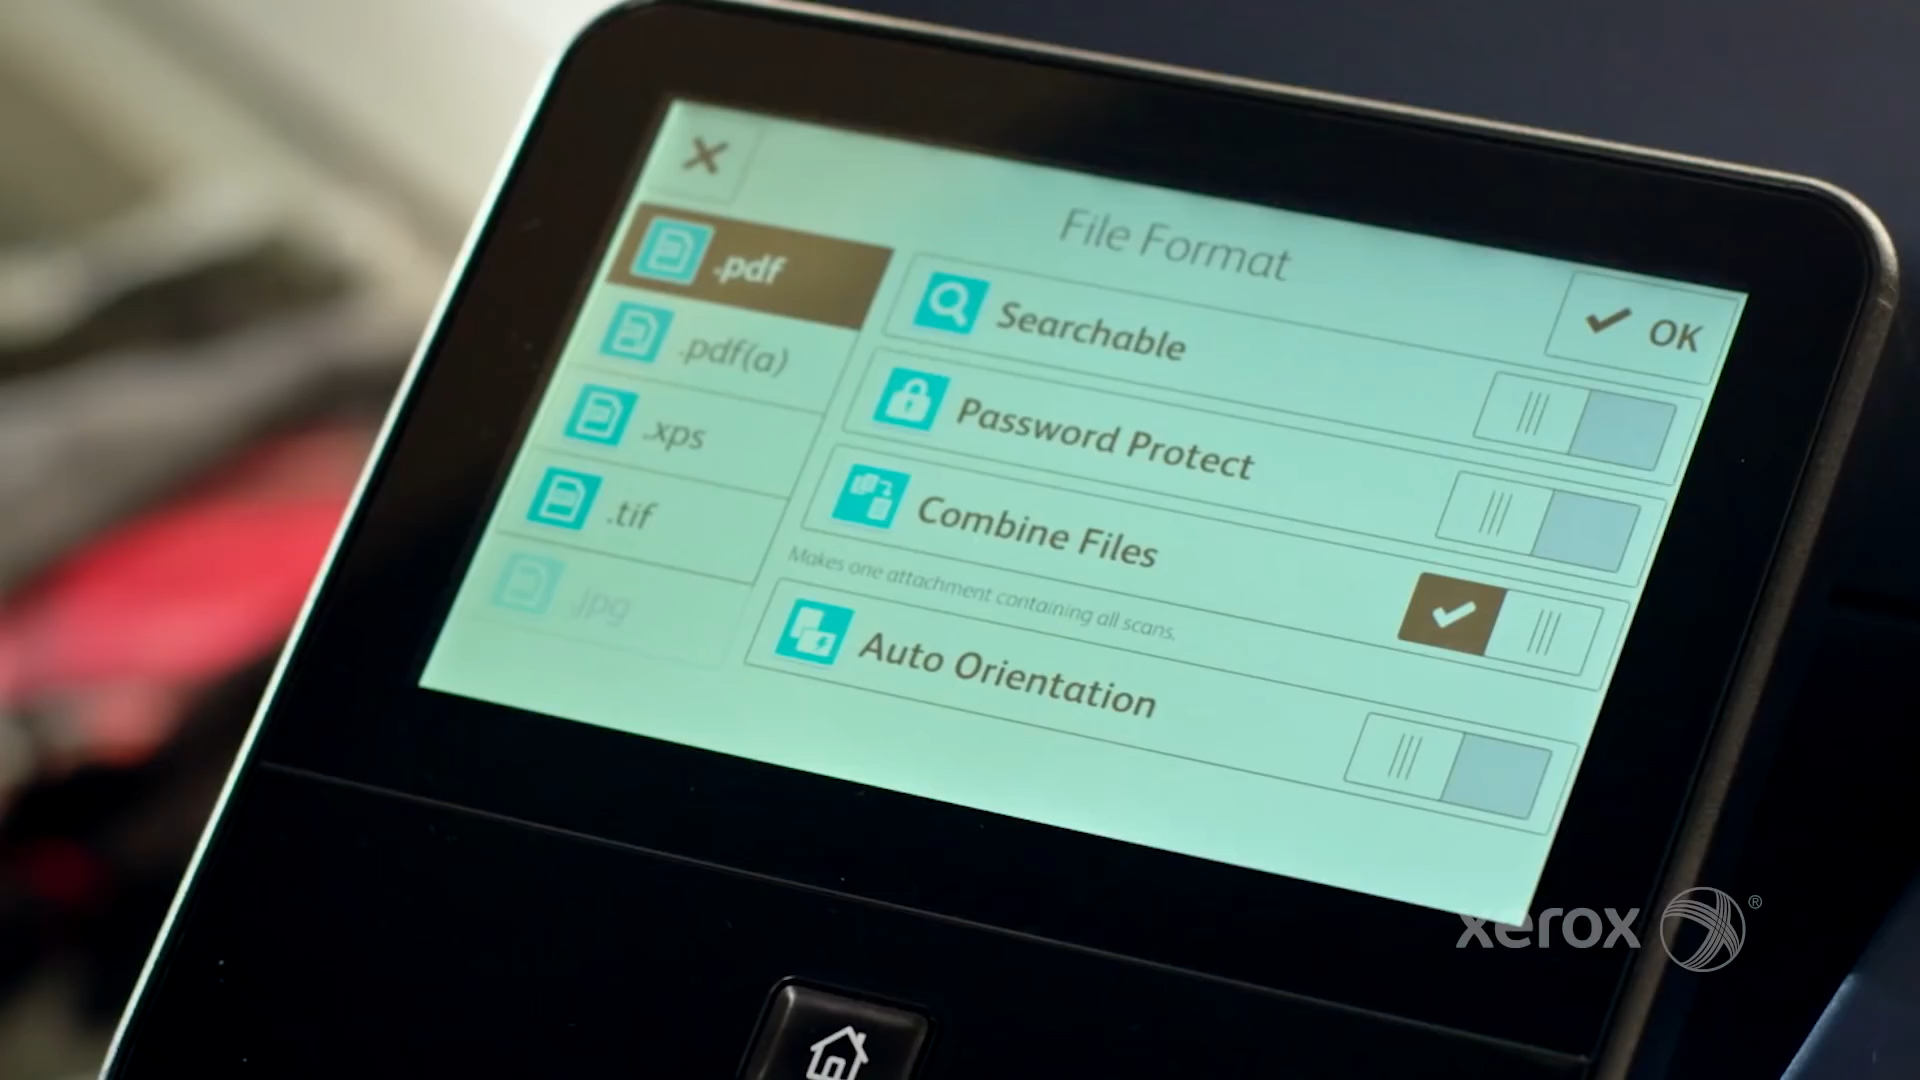 File Format
OK
.pdf
.pdf(a)
.xps
.tif
.jpg
Searchable
Password Protect
Combine Files
Makes one attachment containing all scans.
Auto Orientation
xerox ®